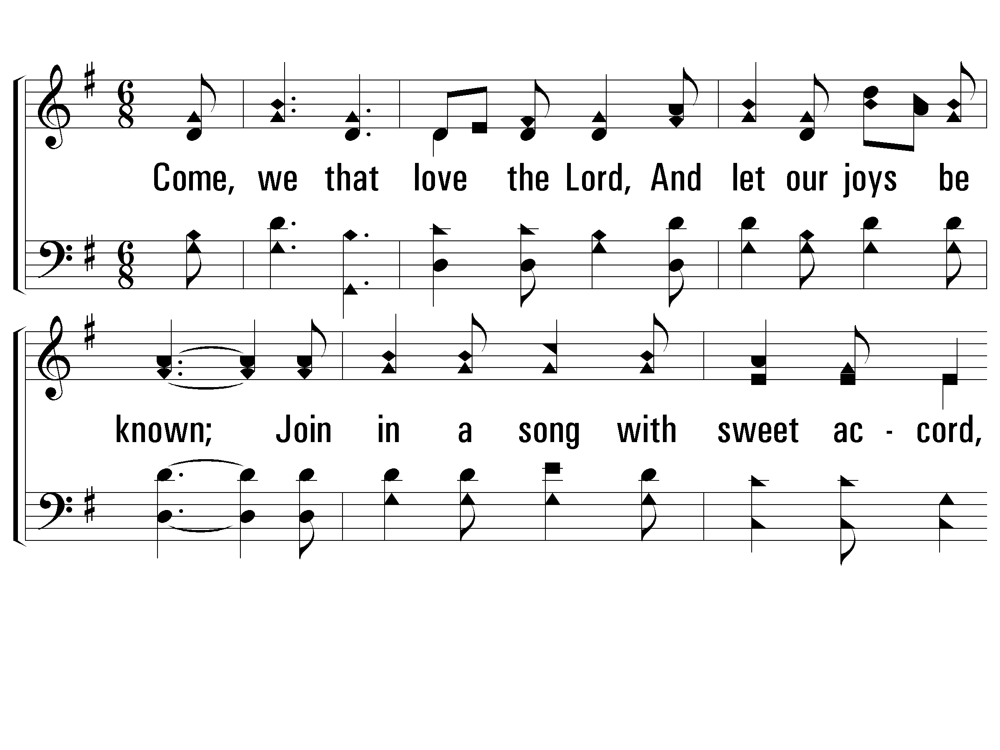 Come, we that love the Lord, And let our joys be
known; Join in a song with sweet ac - cord,